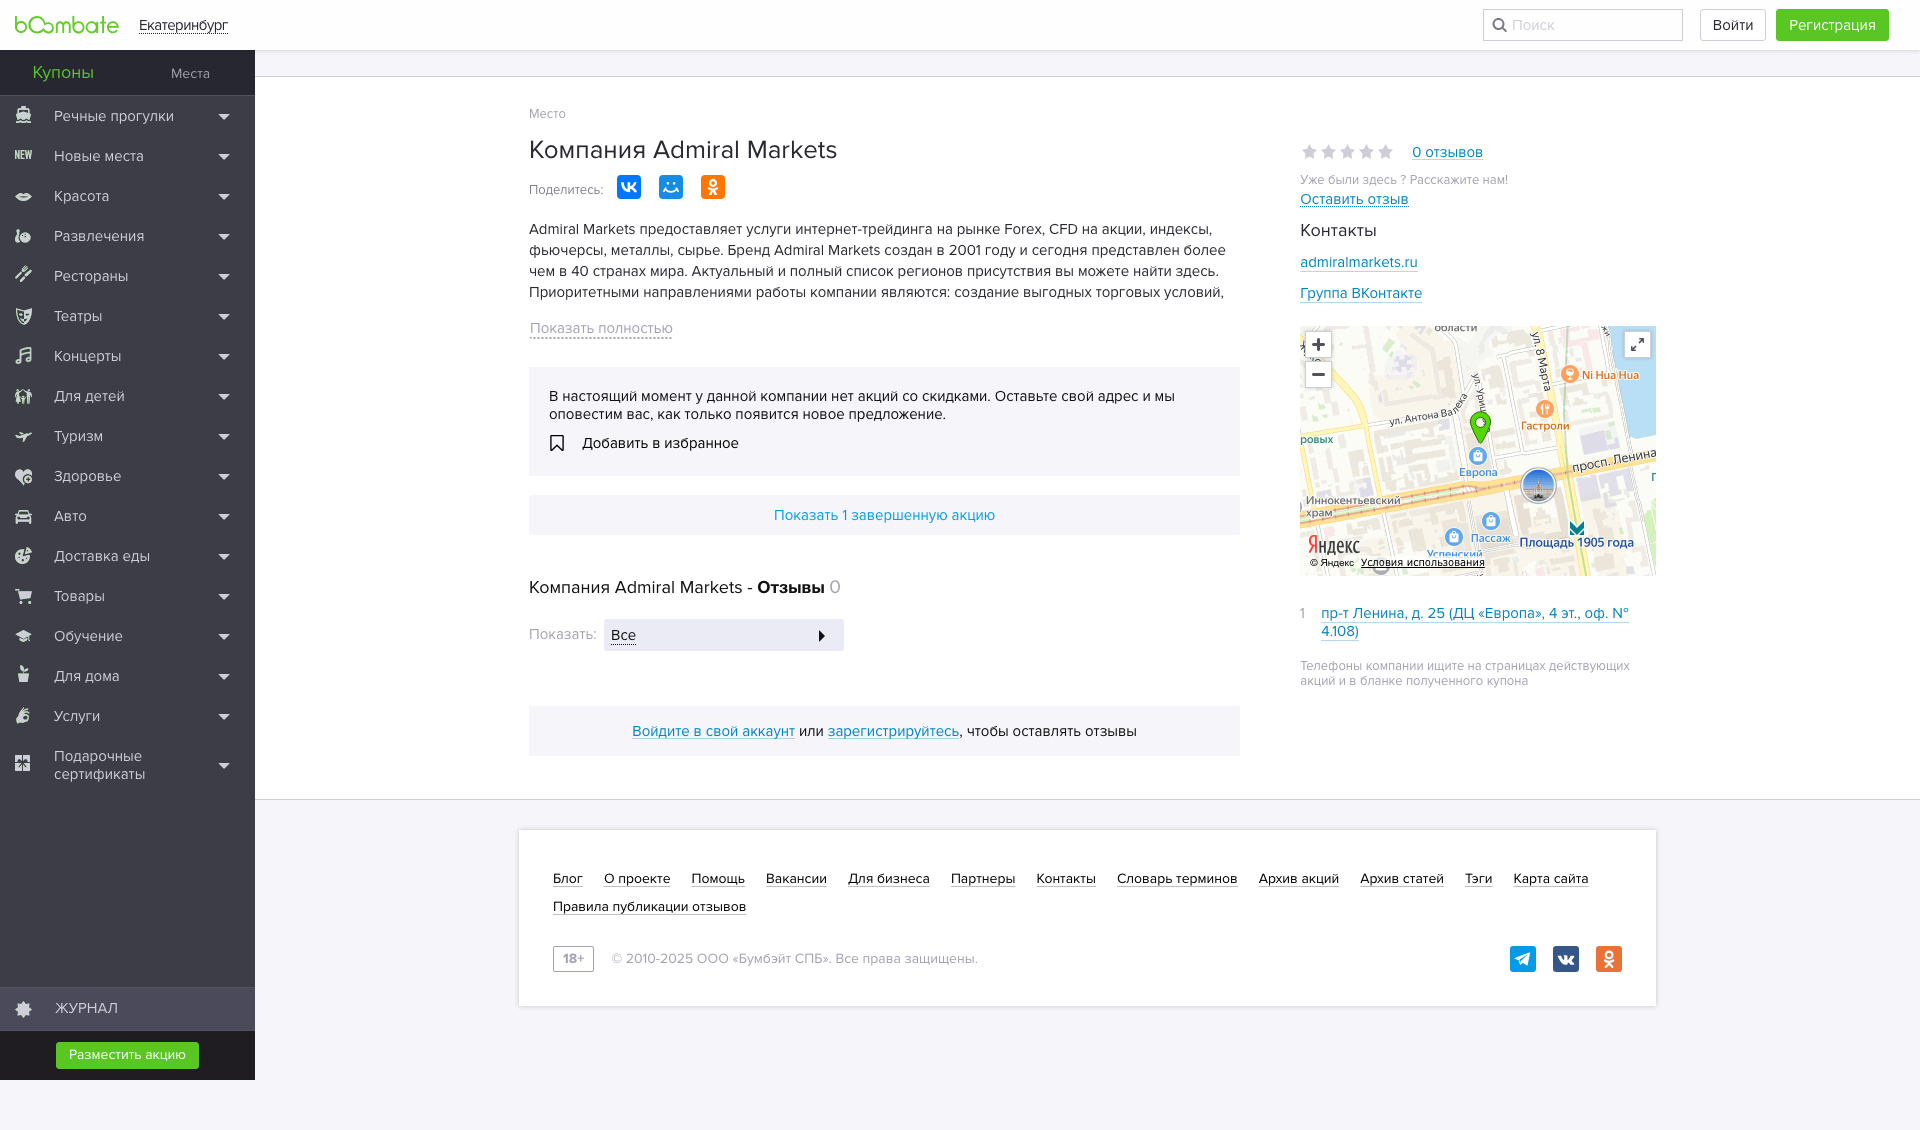 bOombate
Екатеринбург
Поиск
Войти
Регистрация
Купоны
Места
Речные прогулки
NEW
Новые места
Красота
Развлечения
Рестораны
Театры
Концерты
Для детей
Туризм
Здоровье
Авто
Доставка еды
Товары
Обучение
Для дома
Услуги
Подарочные
сертификаты
ЖУРНАЛ
Разместить акцию
Место
Компания Admiral Markets
Поделитесь:
Admiral Markets предоставляет услуги интернет-трейдинга на рынке Forex, CFD на акции, индексы,
фьючерсы, металлы, сырье. Бренд Admiral Markets создан в 2001 году и сегодня представлен более
чем в 40 странах мира. Актуальный и полный список регионов присутствия вы можете найти здесь.
Приоритетными направлениями работы компании являются: создание выгодных торговых условий,
Показать полностью
В настоящий момент у данной компании нет акций со скидками. Оставьте свой адрес и мы
оповестим вас, как только появится новое предложение.
Добавить в избранное
Показать 1 завершенную акцию
Компания Admiral Markets - Отзывы 0
Показать: Все
Войдите в свой аккаунт или зарегистрируйтесь, чтобы оставлять отзывы
0 отзывов
Уже были здесь ? Расскажите нам!
Оставить отзыв
Контакты
admiralmarkets.ru
Группа ВКонтакте
области
ул. 8 Марта
Ni Hua Hua
ул. Антона Валека
Гастроли
ровых
Европа
просп. Ленина
Иннокентьевский
храм
Пассаж
Площадь 1905 года
Успенский
Яндекс
© Яндекс Условия использования
1 пр-т Ленина, д. 25 (ДЦ «Европа», 4 эт., оф. №
4.108)
Телефоны компании ищите на страницах действующих
акций и в бланке полученного купона
Блог О проекте Помощь Вакансии Для бизнеса Партнеры Контакты Словарь терминов Архив акций Архив статей Тэги Карта сайта
Правила публикации отзывов
18+
© 2010-2025 ООО «Бумбэйт СПБ». Все права защищены.